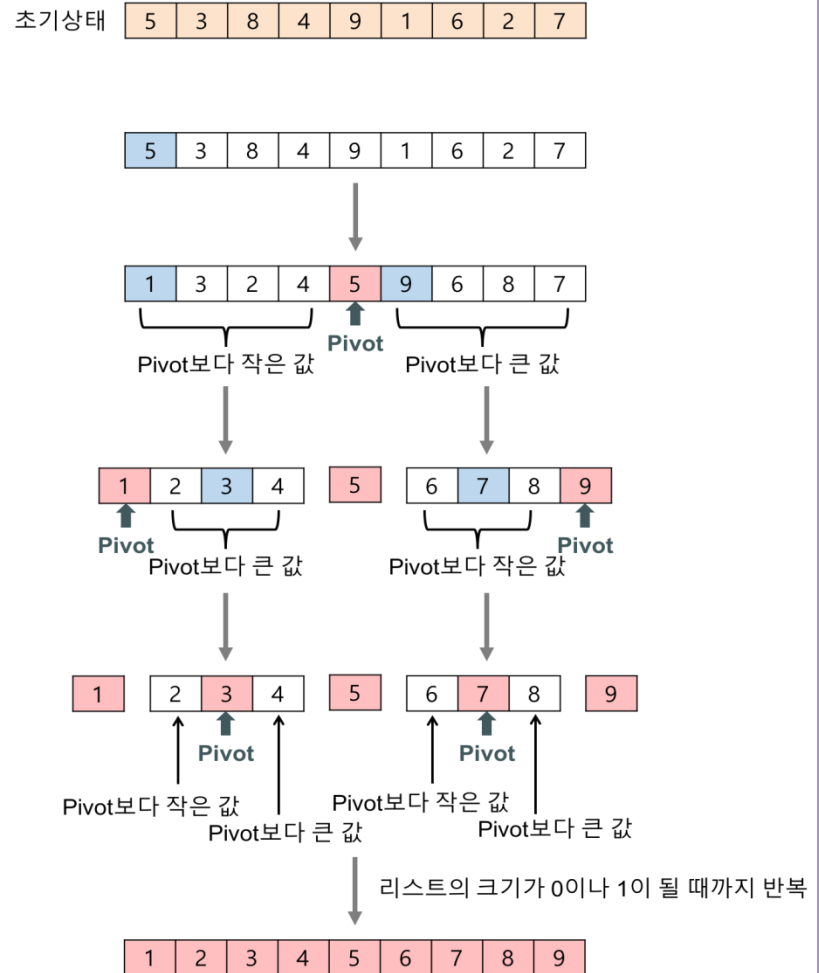 초기상태 5 3 8 4 9 1 6 2 7
5 3 8 4 9 1 6 2 7
1 3 2 4 5 9 6 8 7
Pivot
Pivot보다 작은 값 Pivot보다 큰 값
1 2 3 4 5 6 7 8 9
Pivot Pivot
Pivot보다 큰 값 Pivot보다 작은 값
1 2 3 4 5 6 7 8 9
Pivot Pivot
Pivot보다 작은 값 Pivot보다 작은 값
Pivot보다 큰 값 Pivot보다 큰 값
리스트의 크기가 0이나 1이 될 때까지 반복
1 2 3 4 5 6 7 8 9